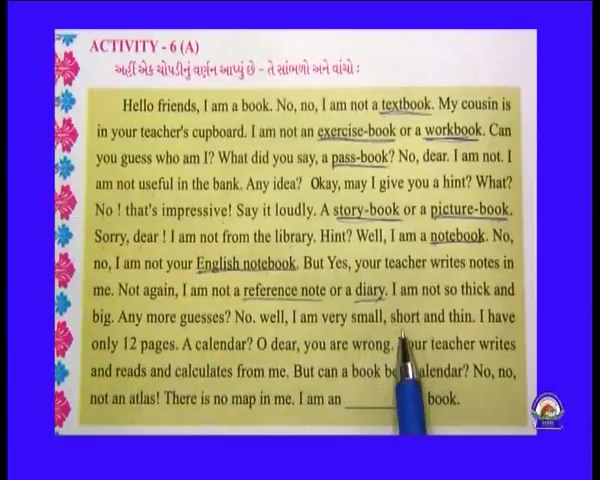 ACTIVITY - 6 (A)
અહીં એક ચોપડીનું વર્ણન આપ્યું છે - તે સાંભળો અને વાંચો :
Hello friends, I am a book. No, no, I am not a textbook. My cousin is
in your teacher's cupboard. I am not an exercise-book or a workbook. Can
you guess who am I? What did you say, a pass-book? No, dear. I am not. I
am not useful in the bank. Any idea? Okay, may I give you a hint? What?
No ! that's impressive! Say it loudly. A story-book or a picture-book.
Sorry, dear ! I am not from the library. Hint? Well, I am a notebook. No,
no, I am not your English notebook. But Yes, your teacher writes notes in
me. Not again, I am not a reference note or a diary. I am not so thick and
big. Any more guesses? No. well, I am very small, short and thin. I have
only 12 pages. A calendar? O dear, you are wrong. your teacher writes
and reads and calculates from me. But can a book be calendar? No, no,
not an atlas! There is no map in me. I am an ________ book.